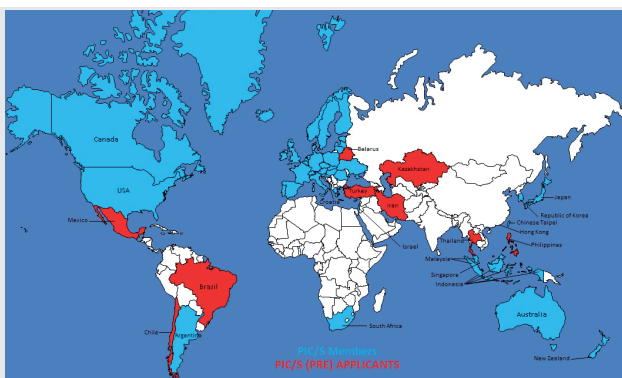 Canada
Belarus
Kazakhstan
USA
Turkey
Croatia
Iran
Japan
Republic of Korea
Chinese Taipei
Hong Kong
Mexico
Israel
Thailand
Philippines
Malaysia
Singapore
Indonesia
Brazil
Australia
South Africa
Chile
Argentina
PIC/S Members
PIC/S (PRE) APPLICANTS
New Zealand